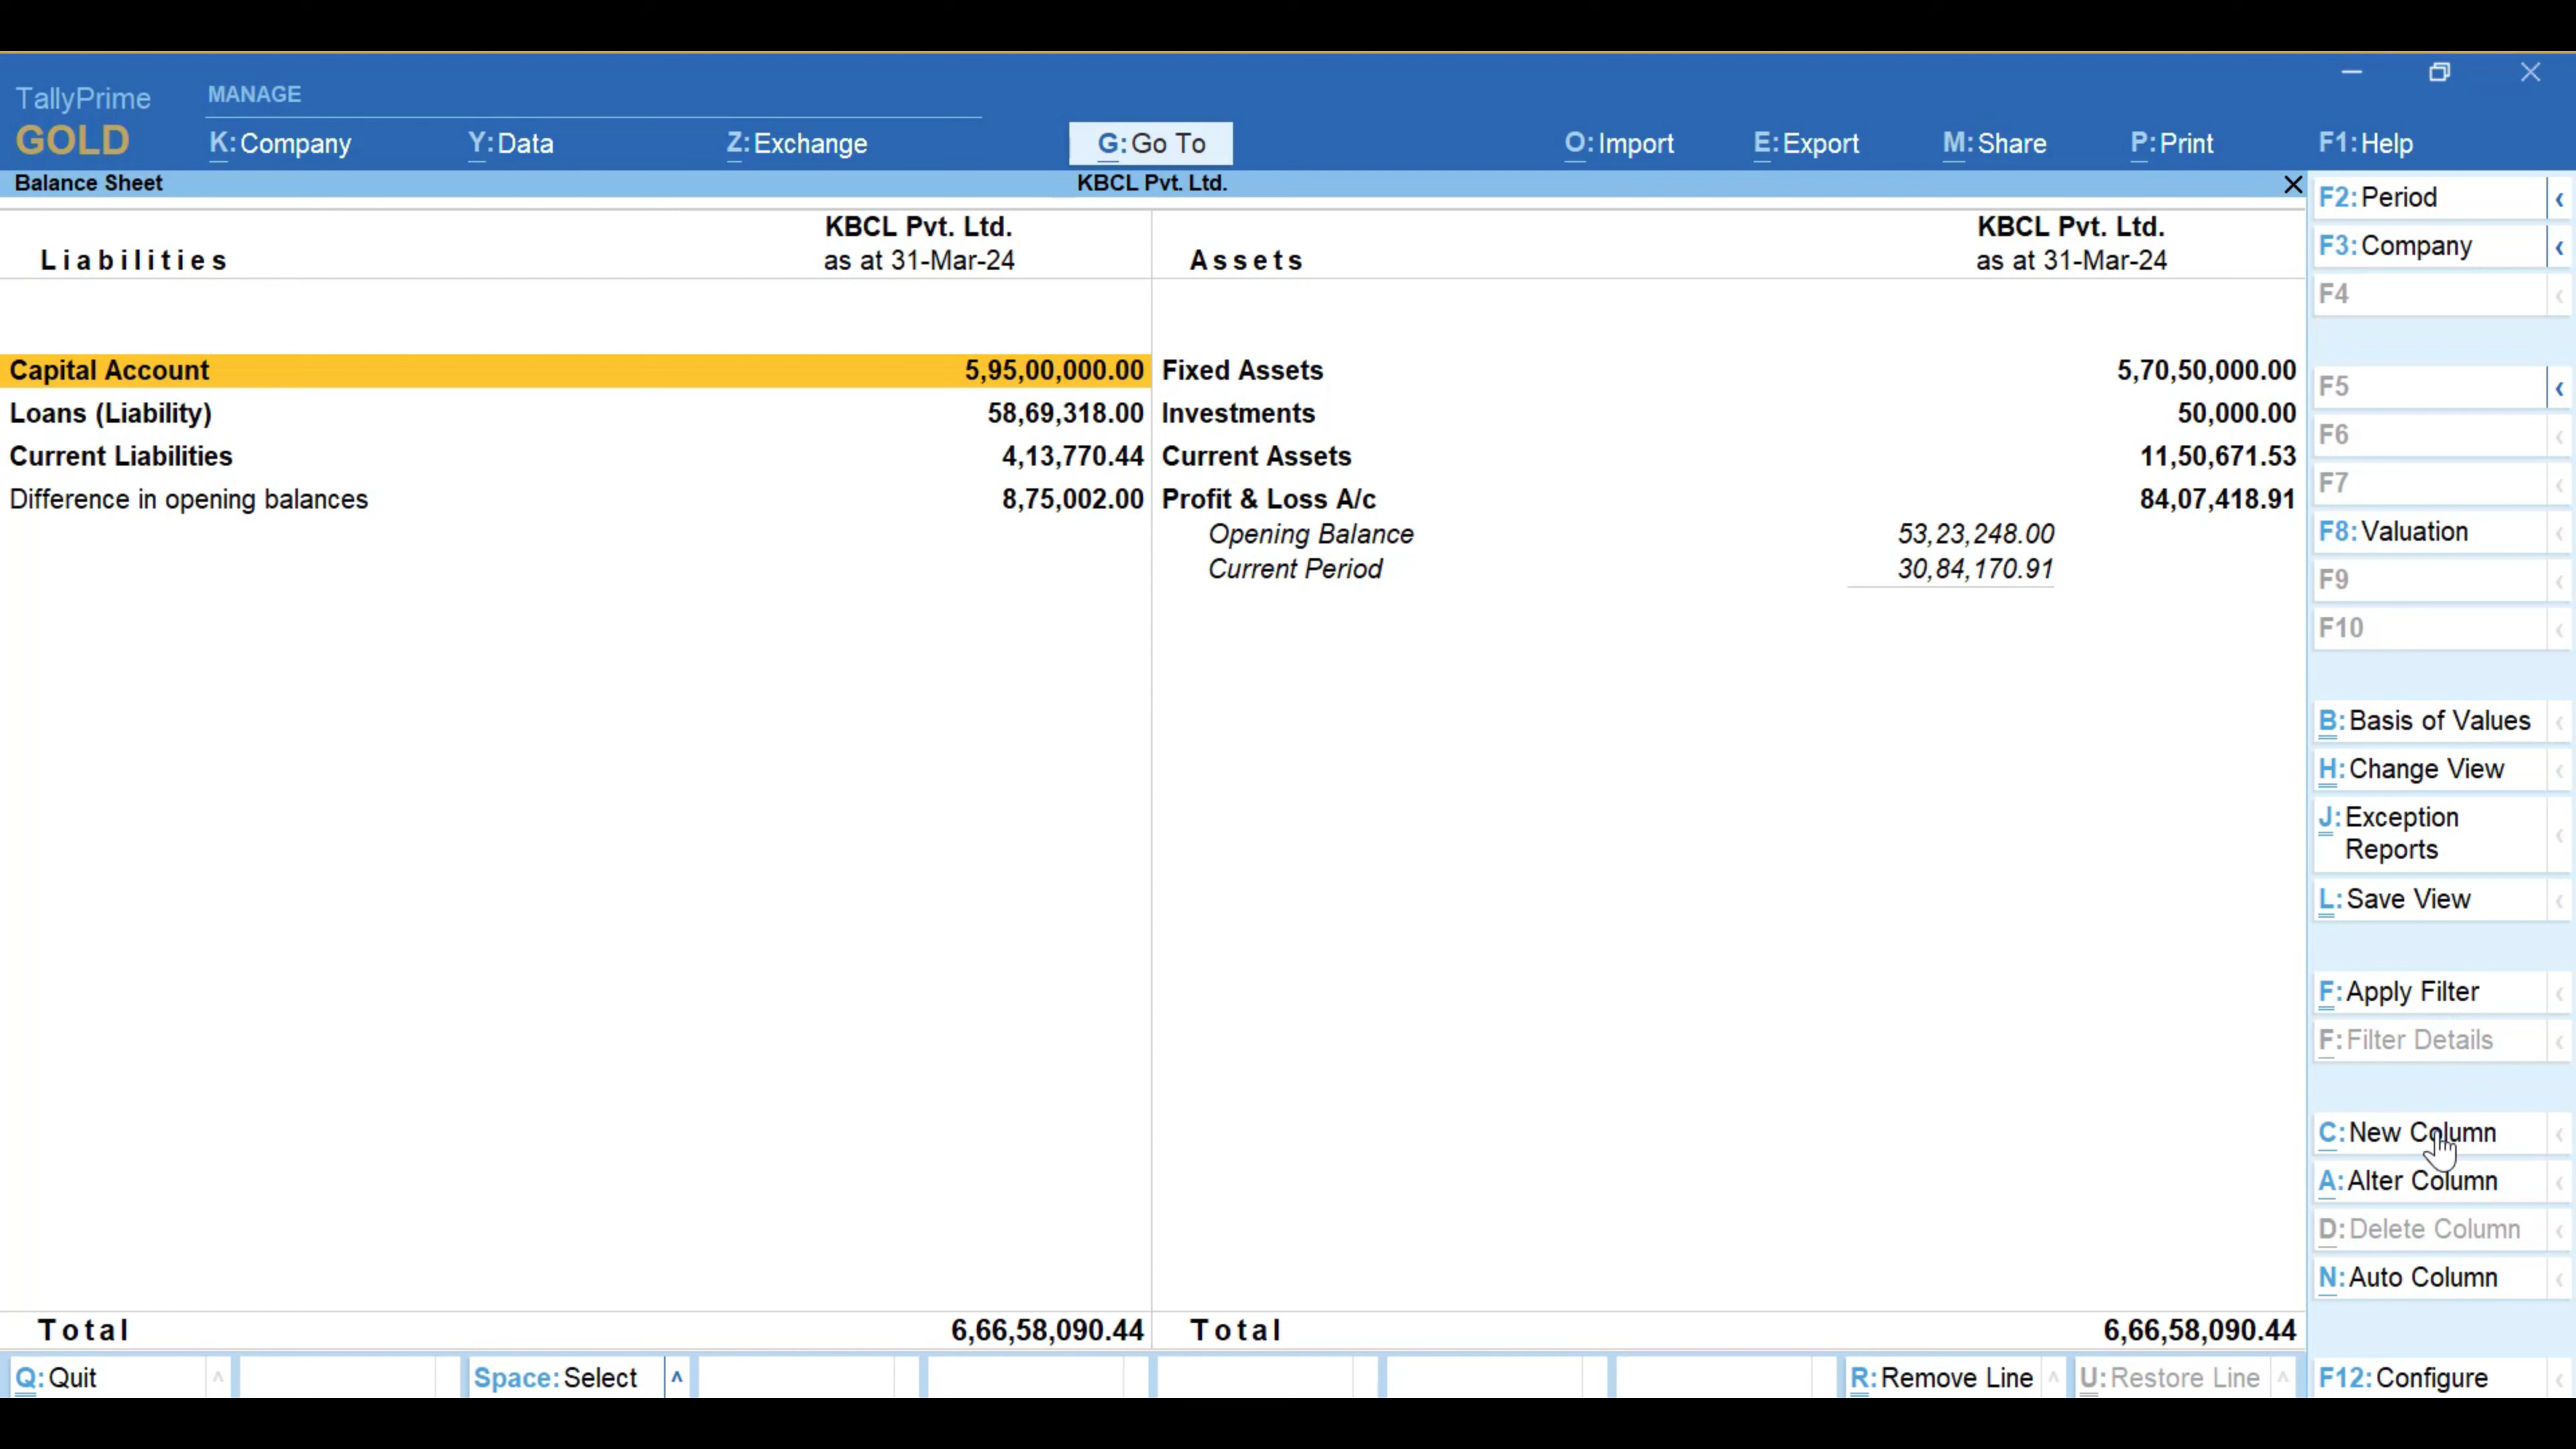 TallyPrime
GOLD
MANAGE
K:Company Y:Data Z:Exchange G:Go To O:Import E:Export M:Share P:Print F1:Help
Balance Sheet KBCL Pvt. Ltd.
KBCL Pvt. Ltd. KBCL Pvt. Ltd.
Liabilities as at 31-Mar-24 Assets as at 31-Mar-24
Capital Account 5,95,00,000.00 Fixed Assets 5,70,50,000.00
Loans (Liability) 58,69,318.00 Investments 50,000.00
Current Liabilities 4,13,770.44 Current Assets 11,50,671.53
Difference in opening balances 8,75,002.00 Profit & Loss A/c 84,07,418.91
Opening Balance 53,23,248.00
Current Period 30,84,170.91
Total 6,66,58,090.44 Total 6,66,58,090.44
F2:Period
F3:Company
F4
F5
F6
F7
F8:Valuation
F9
F10
B:Basis of Values
H:Change View
J:Exception
Reports
L:Save View
F:Apply Filter
F:Filter Details
C:New Column
A:Alter Column
D:Delete Column
N:Auto Column
Q:Quit Space:Select R:Remove Line U:Restore Line F12:Configure